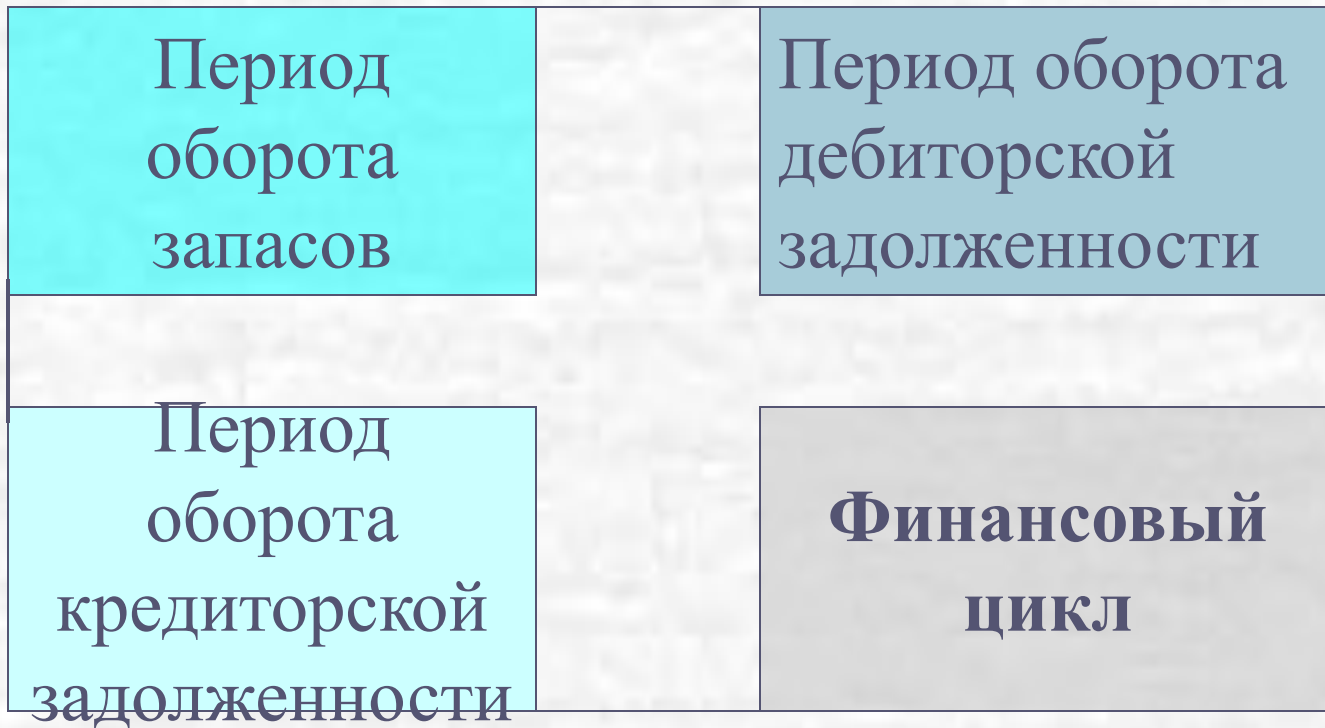 Период
оборота
запасов
Период оборота
дебиторской
задолженности
Период
оборота
кредиторской
задолженности
Финансовый
цикл